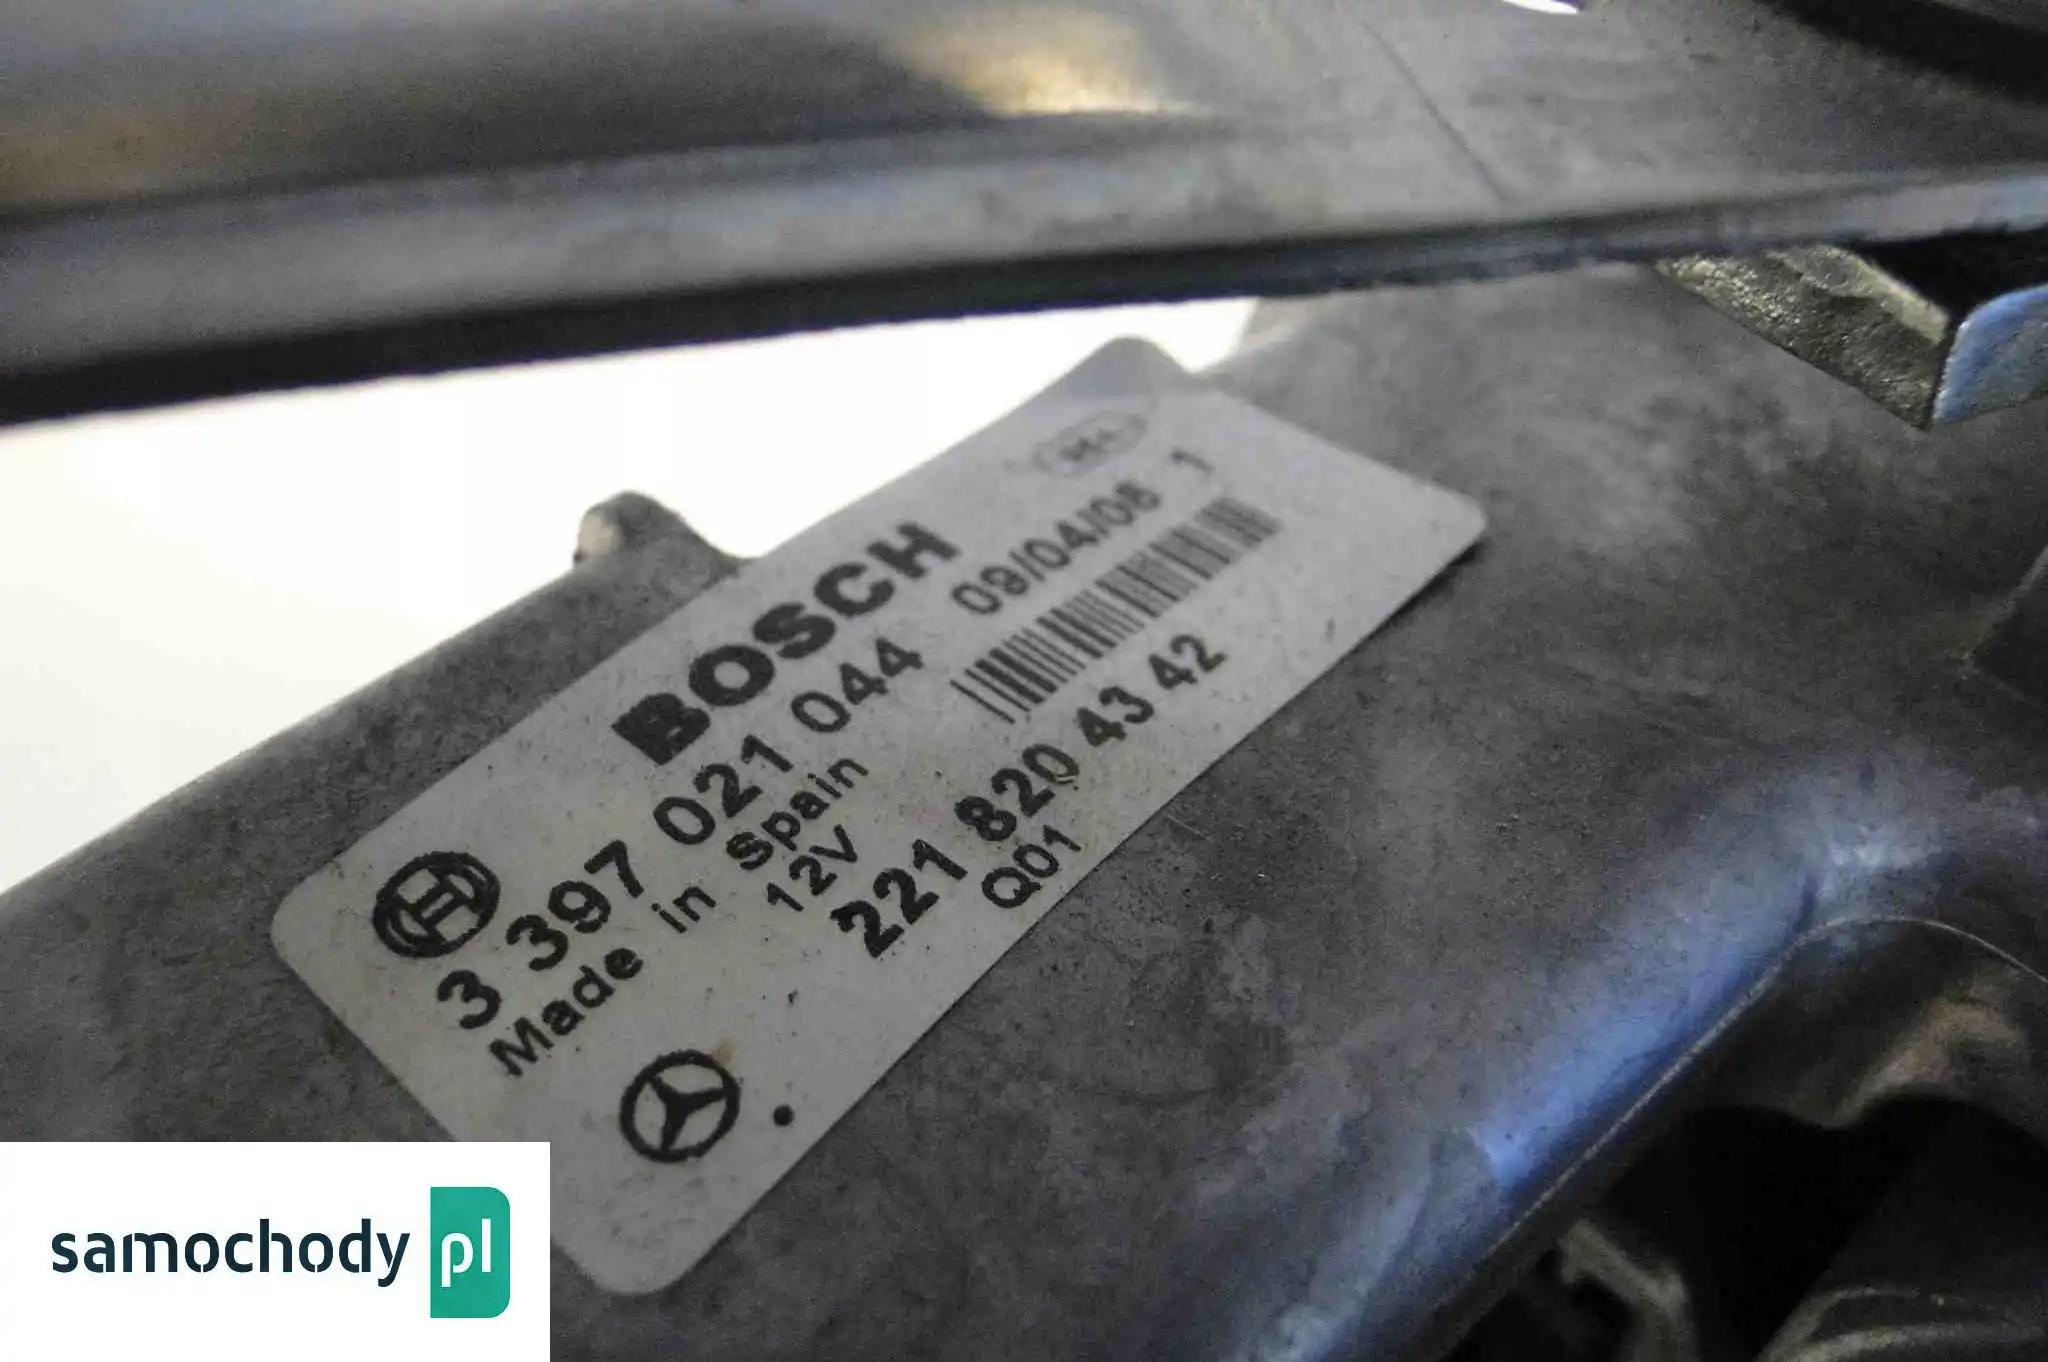 BOSCH
3 397 021 044 09/04/06 1
Made in Spain
12V
221 820 43 42
Q01
samochody pl